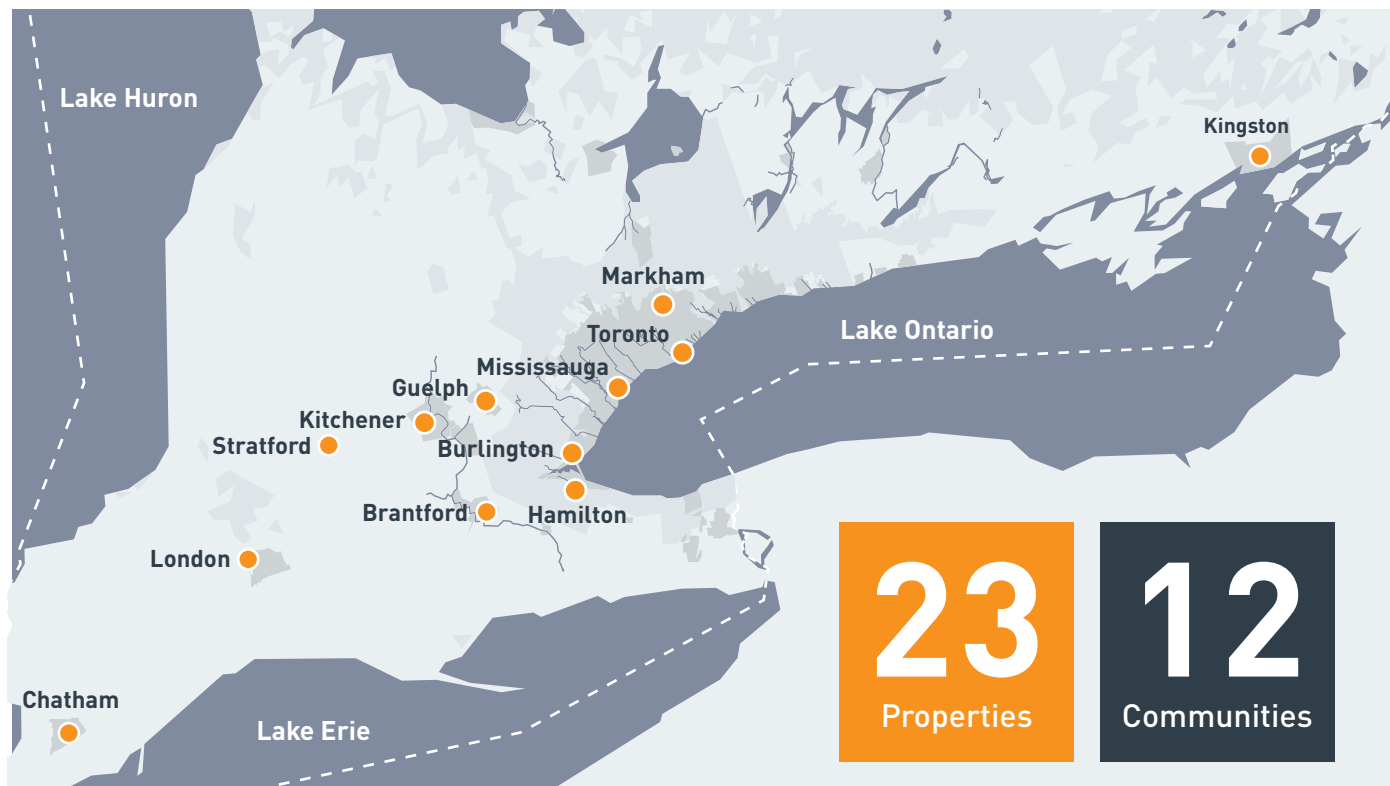 Lake Huron
Kingston
Markham
Lake Ontario
Toronto
Mississauga
Guelph
Kitchener
Stratford
Burlington
Brantford
Hamilton
London
Chatham
Lake Erie
23
Properties
12
Communities